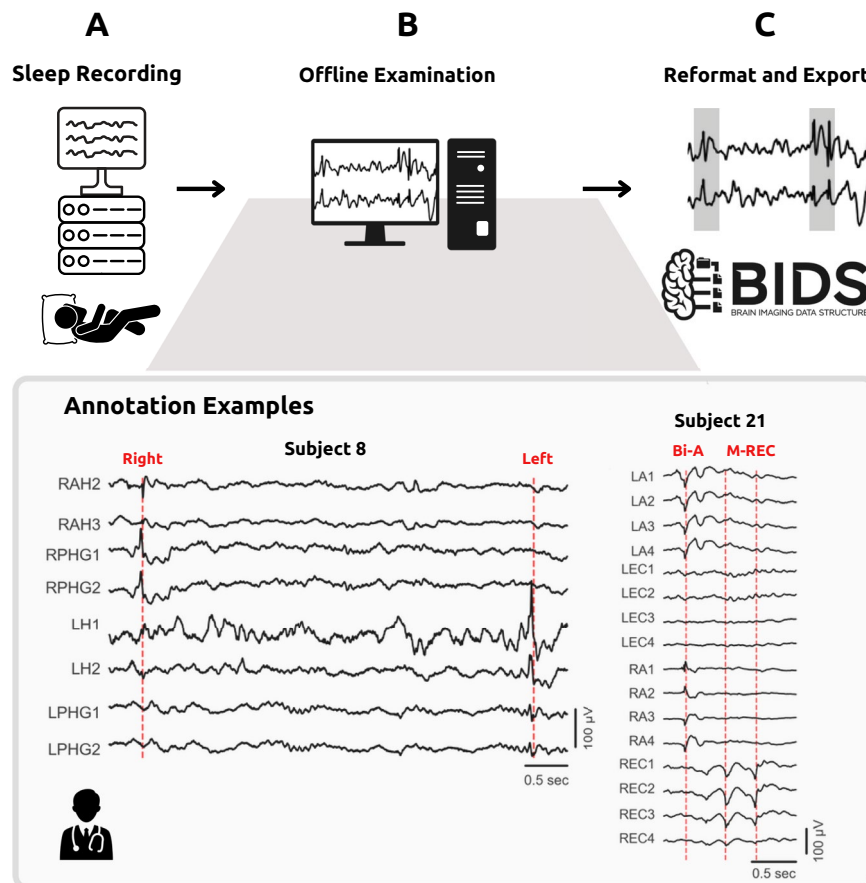 A
B
C
Sleep Recording
Offline Examination
Reformat and Export
BIDS
BRAIN IMAGING DATA STRUCTURE
Annotation Examples
Subject 8
Right
Left
RAH2
RAH3
RPHG1
RPHG2
LH1
LH2
LPHG1
LPHG2
100 µV
0.5 sec
Subject 21
Bi-A
M-REC
LA1
LA2
LA3
LA4
LEC1
LEC2
LEC3
LEC4
RA1
RA2
RA3
RA4
REC1
REC2
REC3
REC4
100 µV
0.5 sec